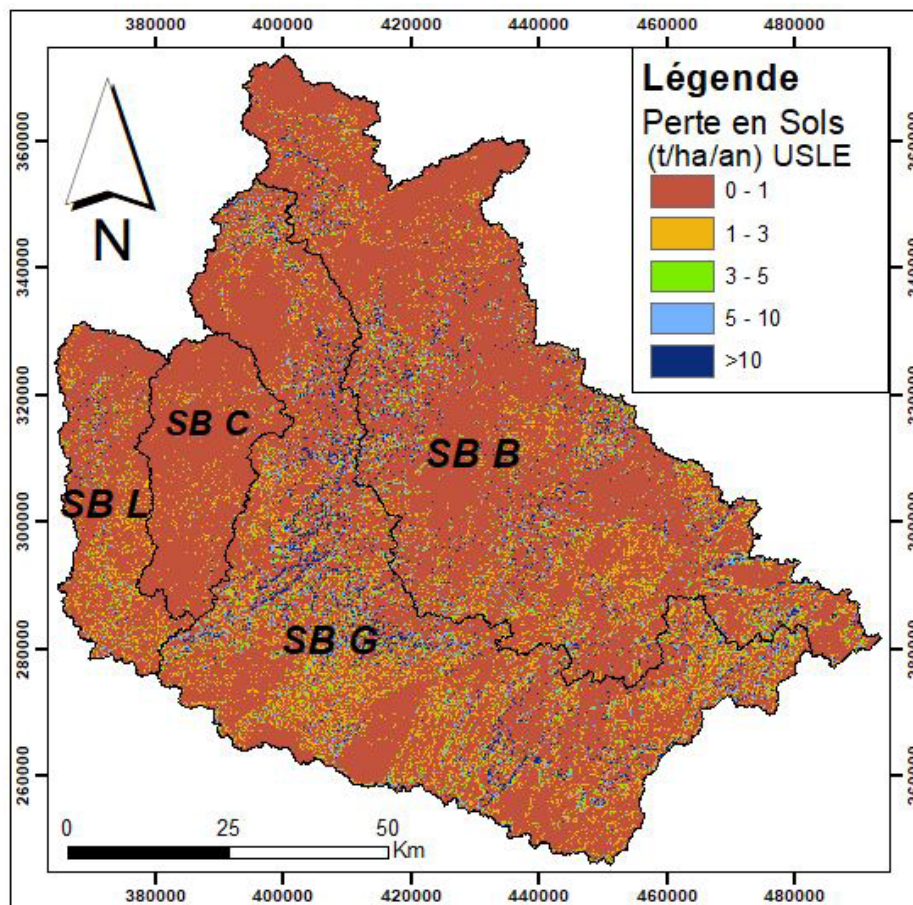 380000 400000 420000 440000 460000 480000
Légende
Perte en Sols
(t/ha/an) USLE
0 - 1
1 - 3
3 - 5
5 - 10
>10
N
360000
340000
320000
300000
280000
260000
340000
300000
SB C
SB B
SB L
SB G
0 25 50
Km
380000 400000 420000 440000 460000 480000